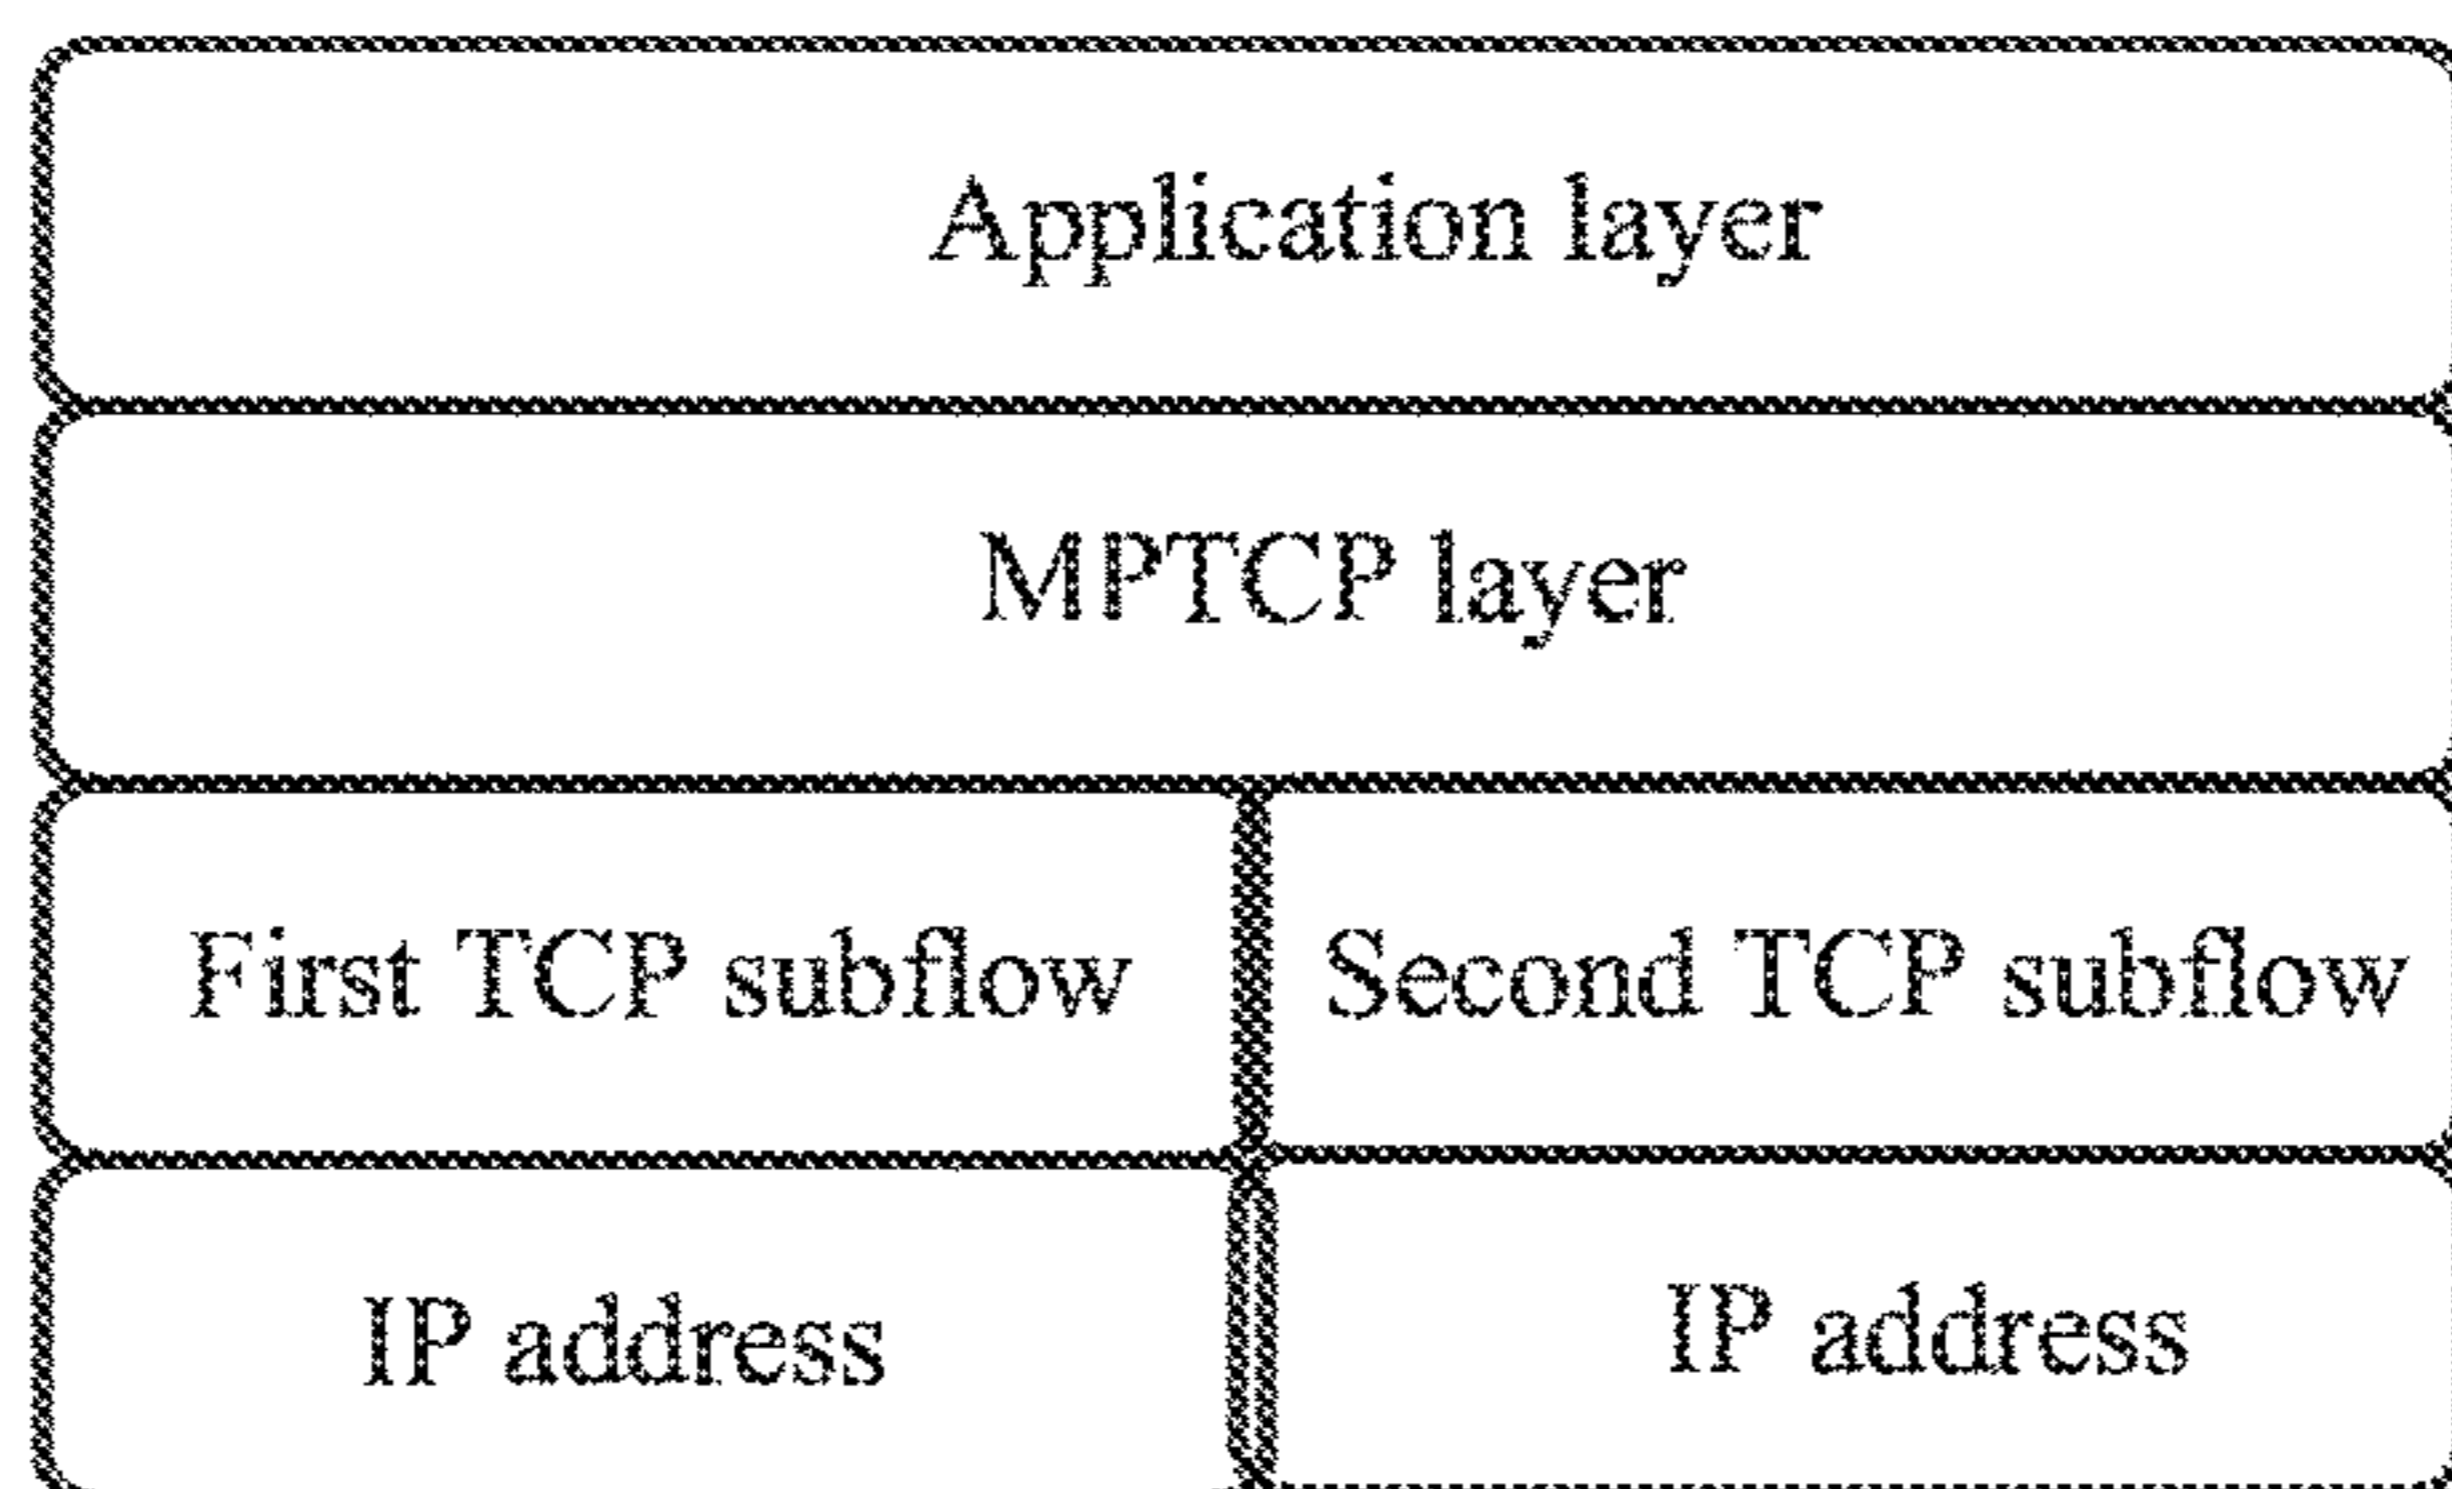 Application layer
MPTCP layer
First TCP subflow
Second TCP subflow
IP address
IP address